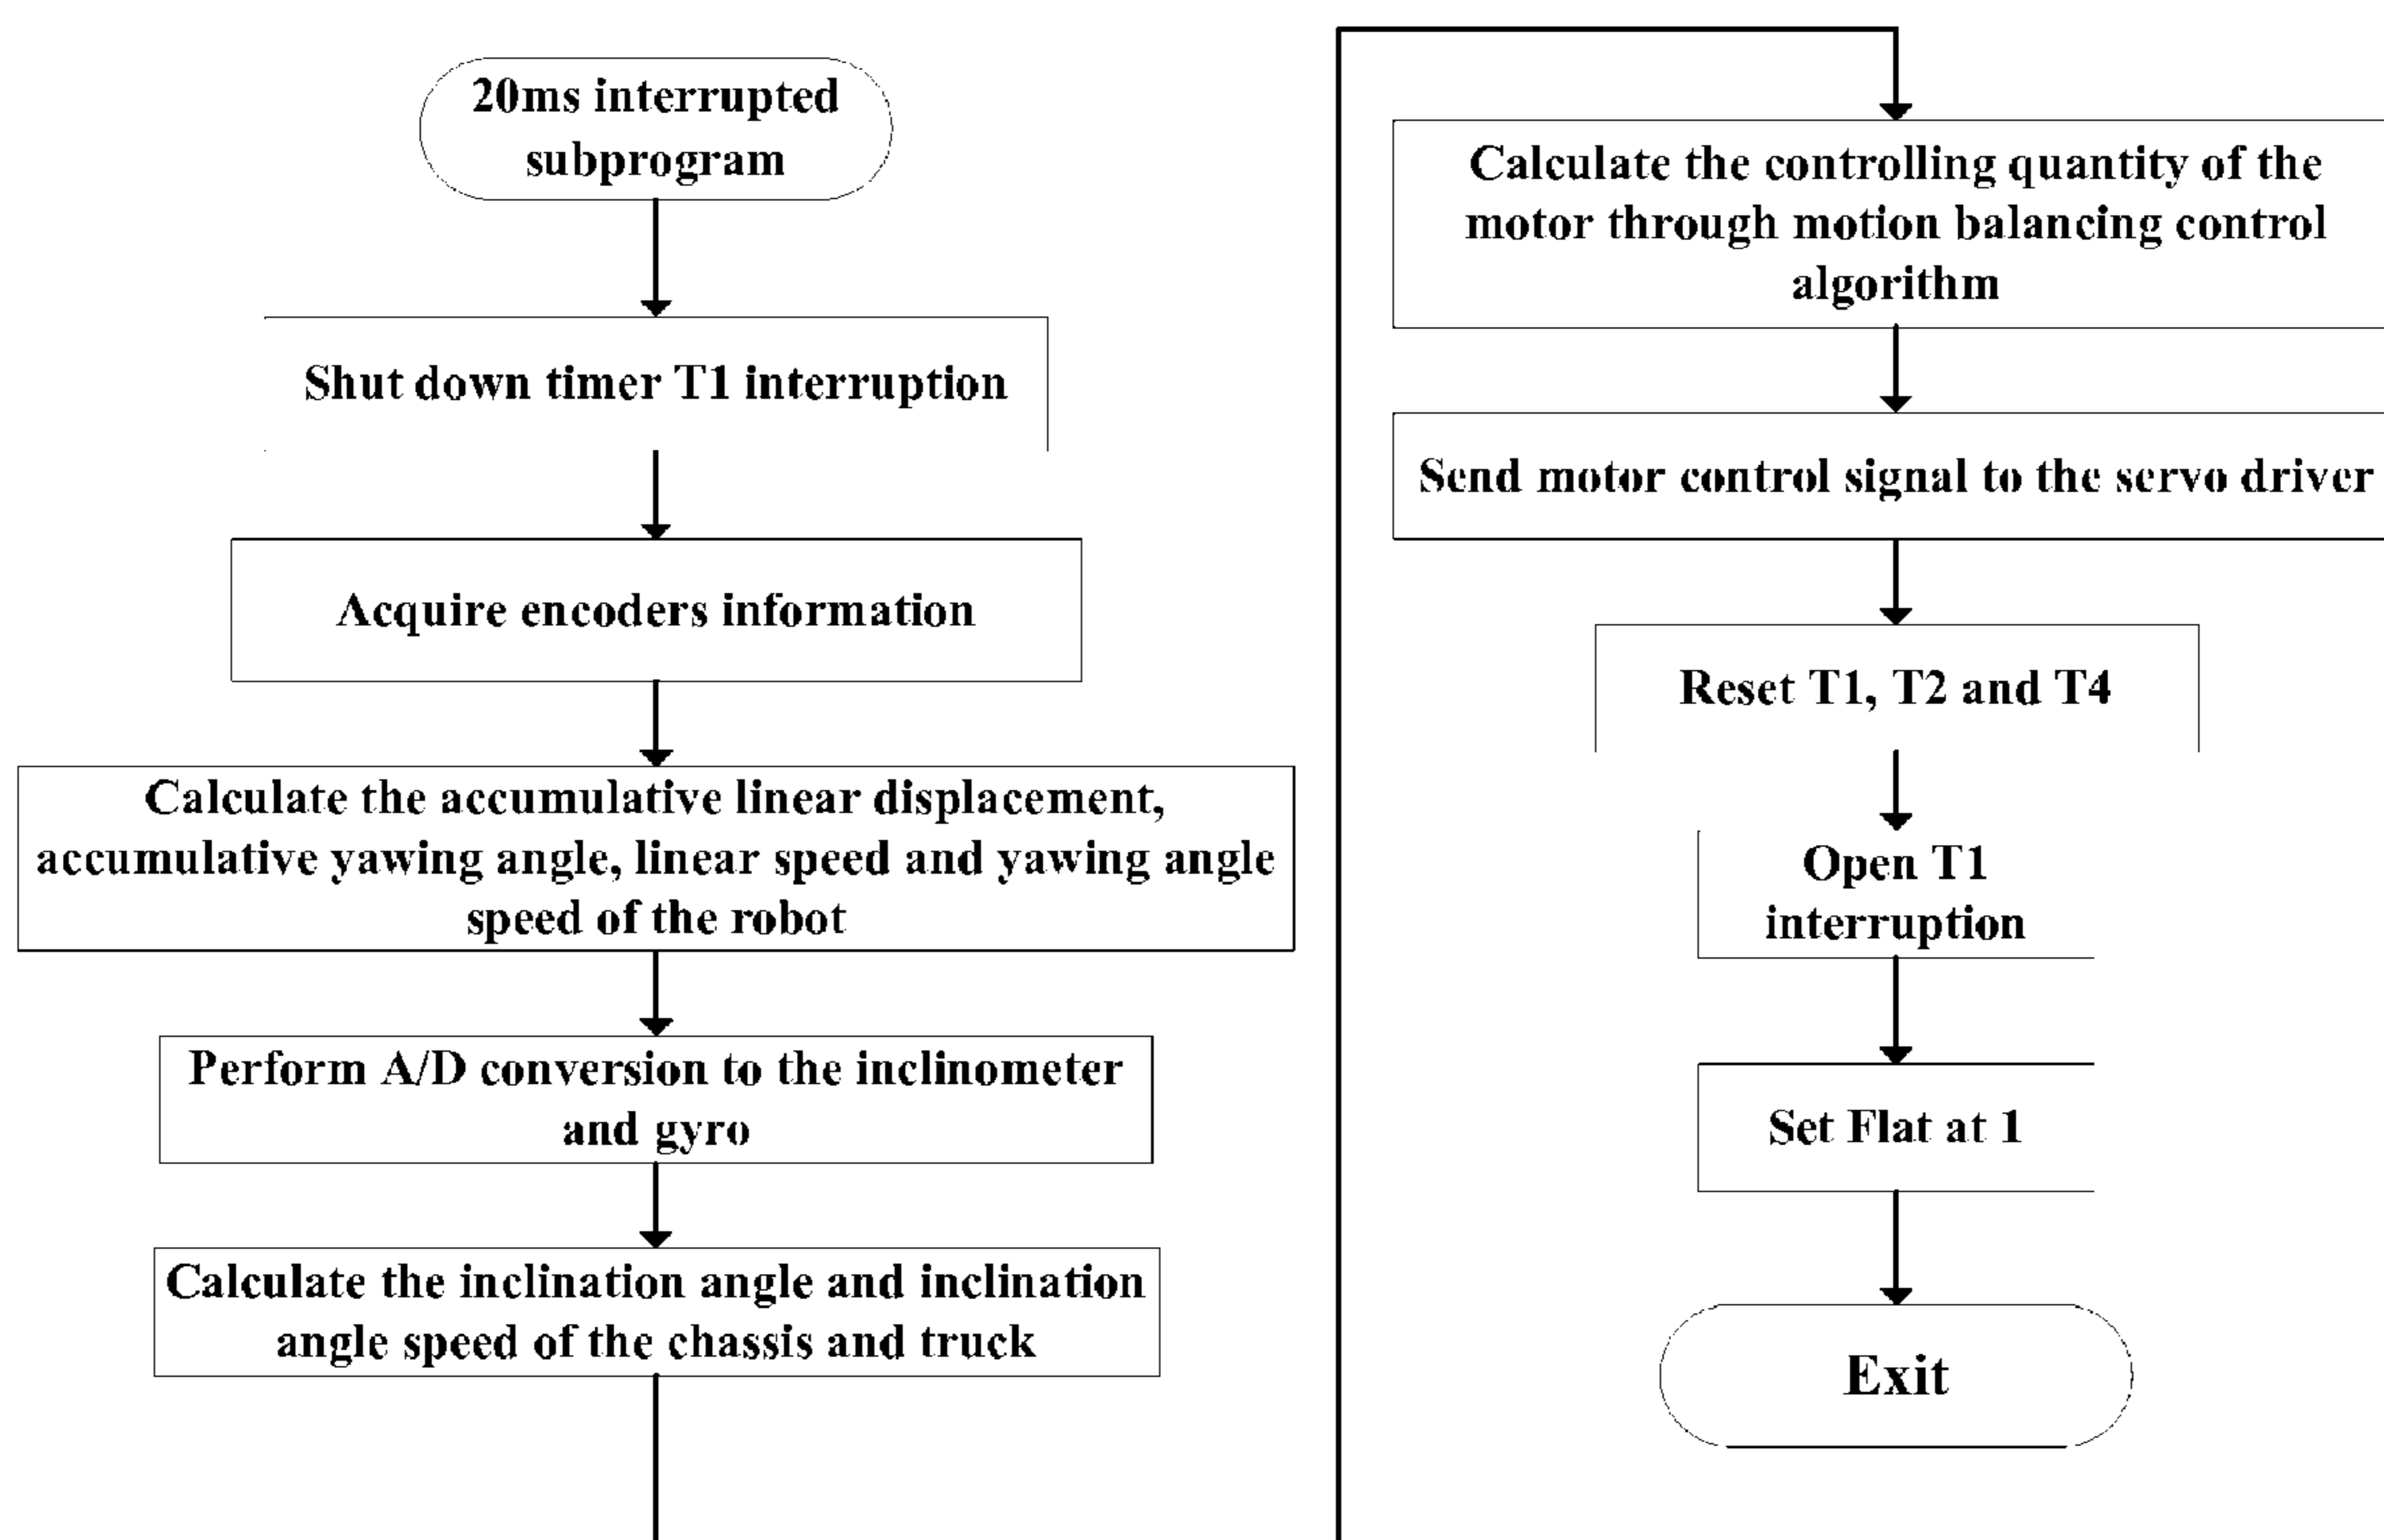 20ms interrupted
subprogram
Shut down timer T1 interruption
Acquire encoders information
Calculate the accumulative linear displacement,
accumulative yawing angle, linear speed and yawing angle
speed of the robot
Perform A/D conversion to the inclinometer
and gyro
Calculate the inclination angle and inclination
angle speed of the chassis and truck
Calculate the controlling quantity of the
motor through motion balancing control
algorithm
Send motor control signal to the servo driver
Reset T1, T2 and T4
Open T1
interruption
Set Flat at 1
Exit